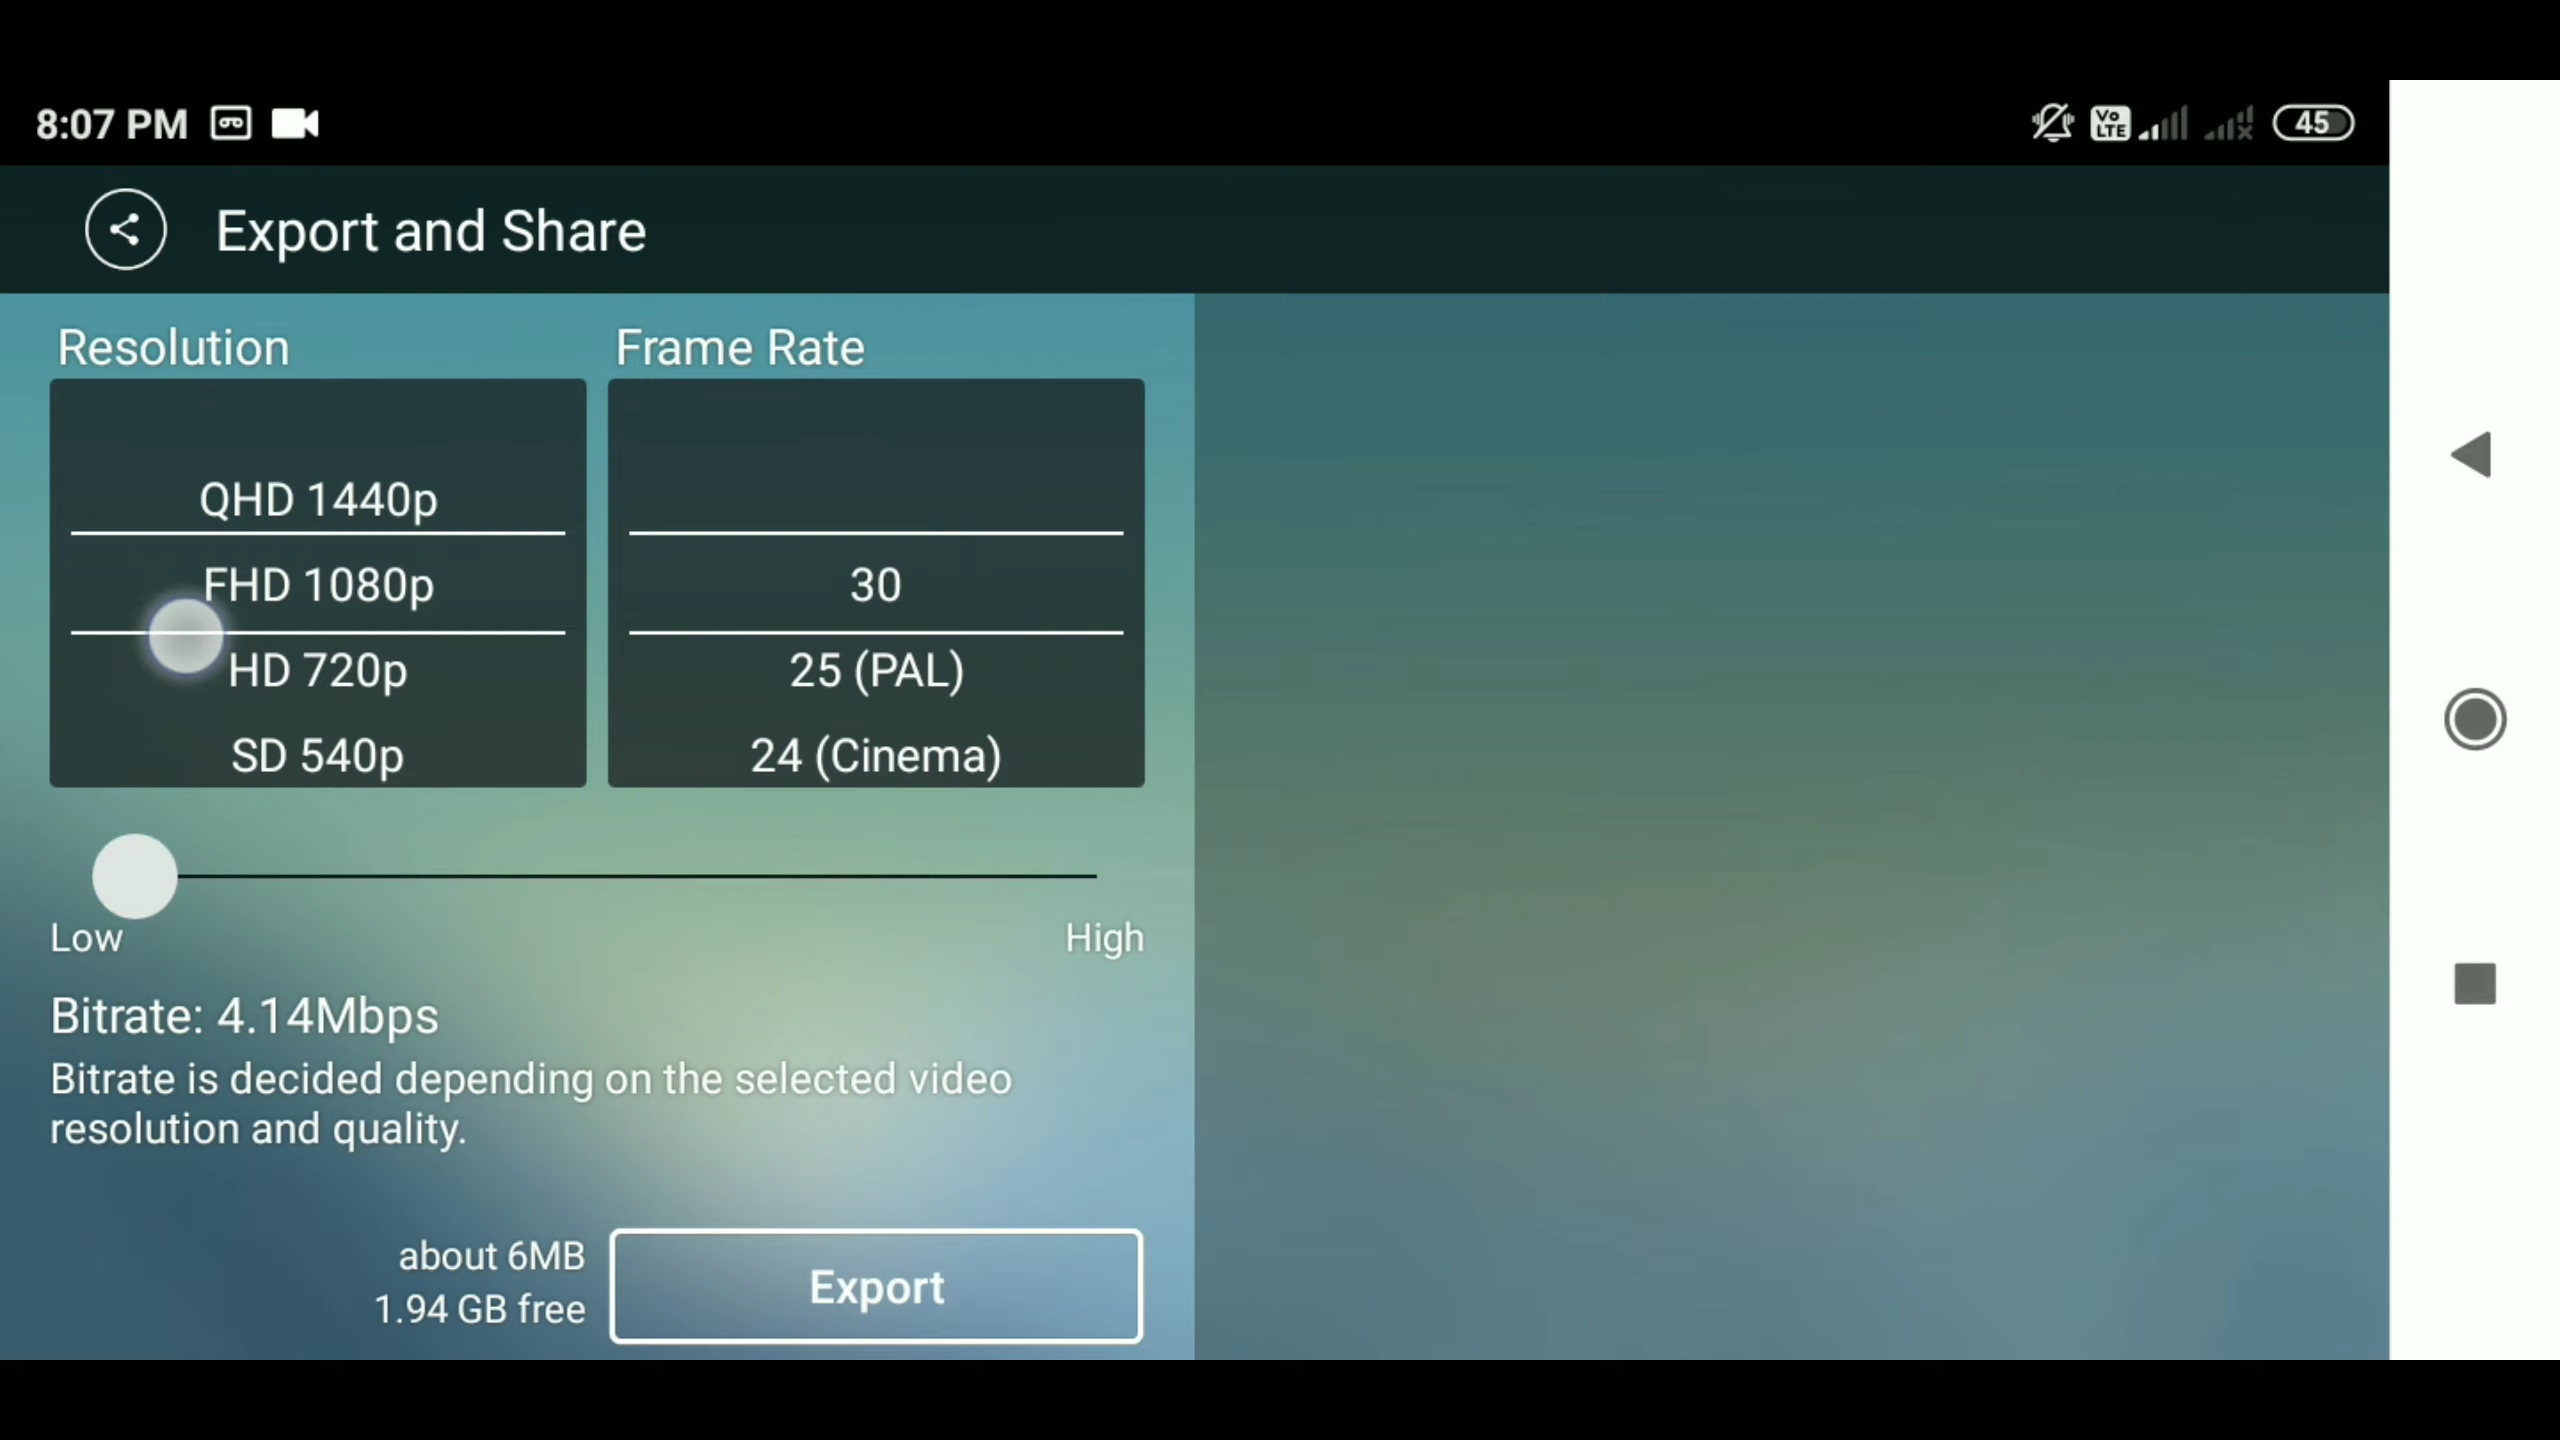 8:07 PM
Vo LTE
45
Export and Share
Resolution
Frame Rate
QHD 1440p
FHD 1080p
HD 720p
SD 540p
30
25 (PAL)
24 (Cinema)
Low
High
Bitrate: 4.14Mbps
Bitrate is decided depending on the selected video
resolution and quality.
about 6MB
1.94 GB free
Export